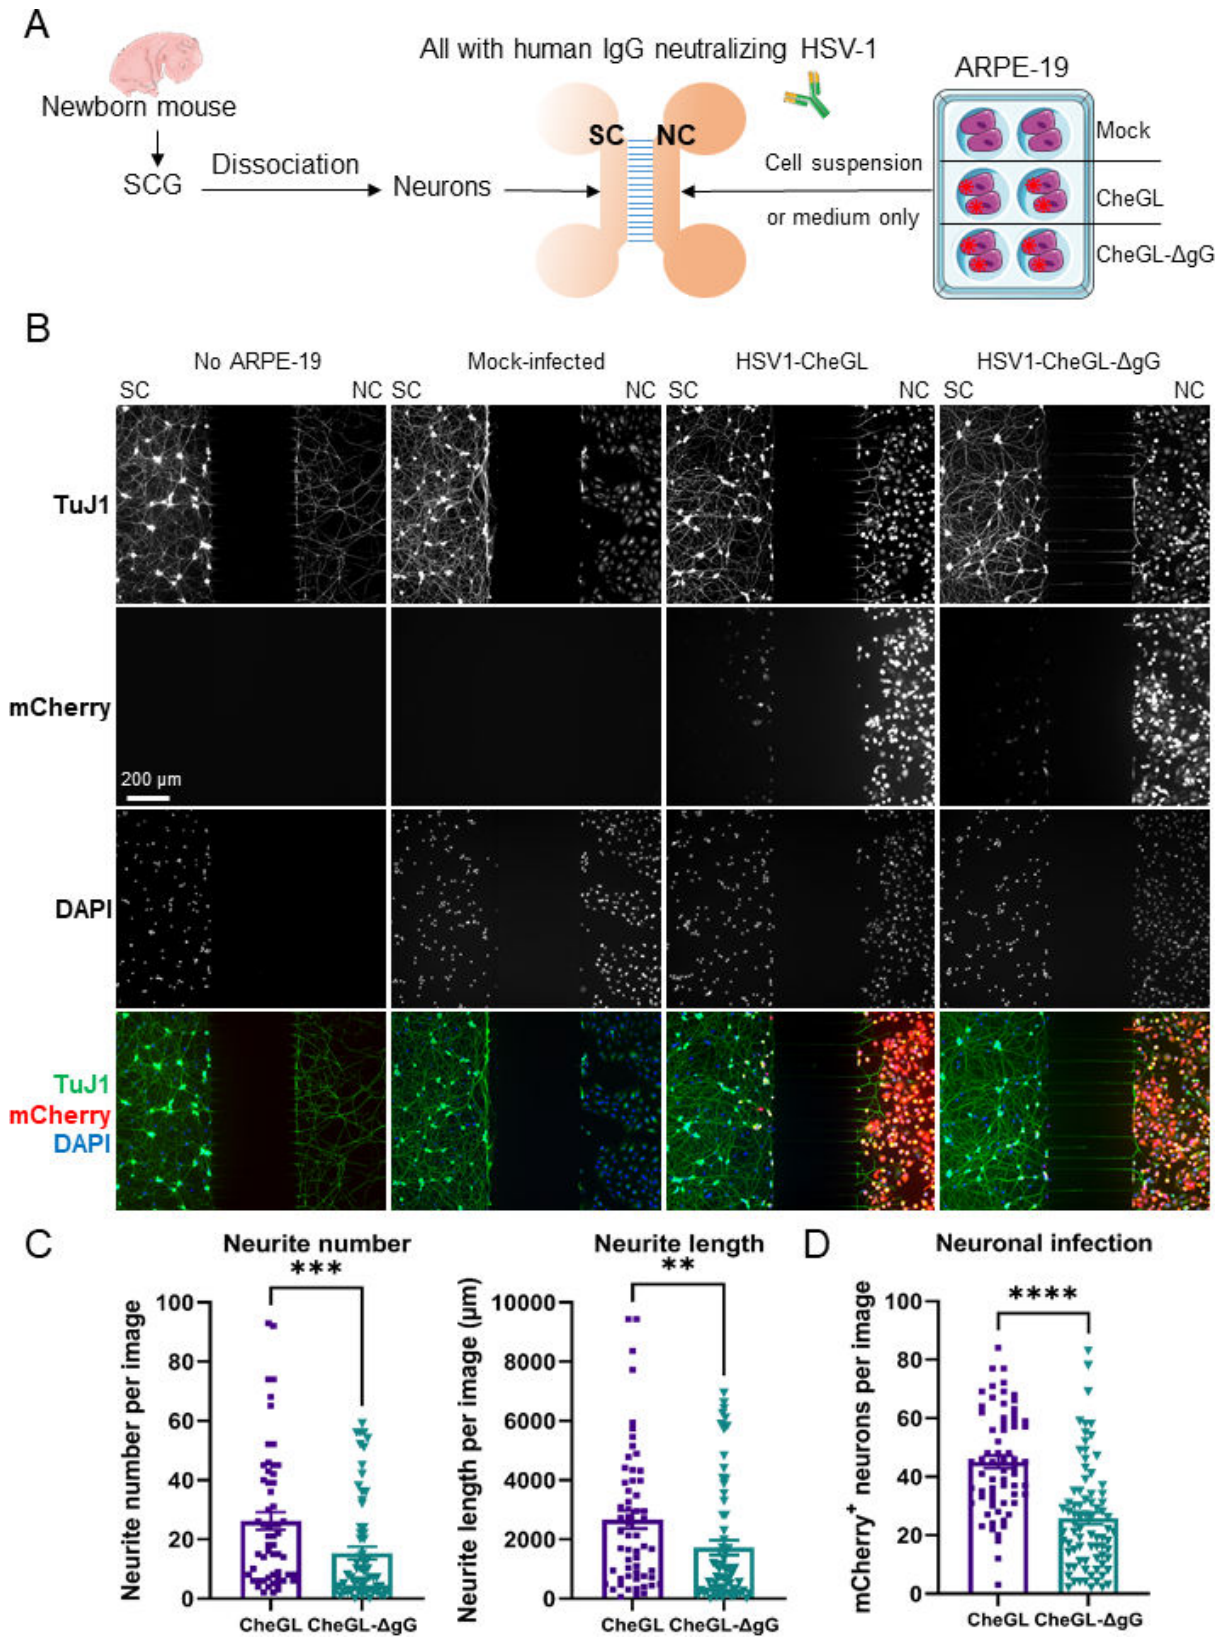 A
Newborn mouse
SCG
Dissociation
Neurons
All with human IgG neutralizing HSV-1
SC NC
Cell suspension
or medium only
ARPE-19
Mock
CheGL
CheGL-ΔgG
B
No ARPE-19 Mock-infected HSV1-CheGL HSV1-CheGL-ΔgG
SC NC SC NC SC NC SC NC
TuJ1
mCherry
200 µm
DAPI
TuJ1
mCherry
DAPI
C
Neurite number
***
Neurite number per image
100
80
60
40
20
0
CheGL CheGL-ΔgG
Neurite length
**
Neurite length per image (µm)
10000
8000
6000
4000
2000
0
CheGL CheGL-ΔgG
D
Neuronal infection
****
mCherry⁺ neurons per image
100
80
60
40
20
0
CheGL CheGL-ΔgG